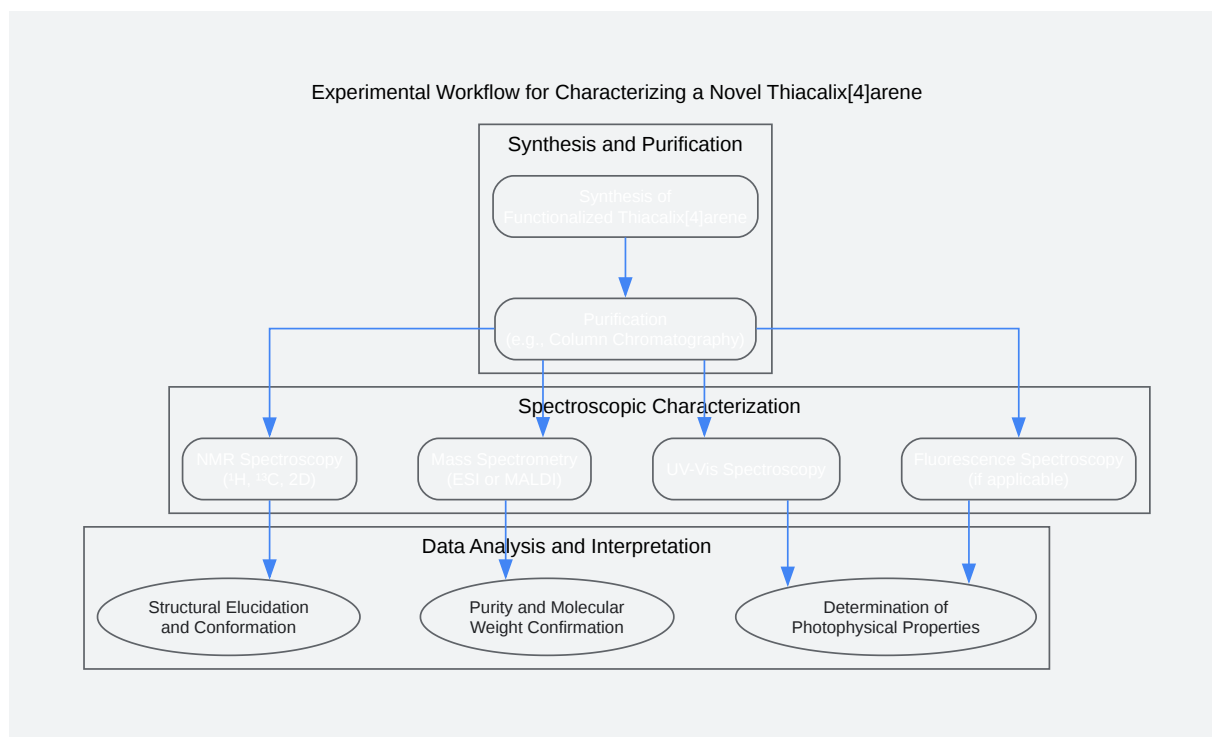 Experimental Workflow for Characterizing a Novel Thiacalix[4]arene
Synthesis and Purification
Synthesis of
Functionalized Thiacalix[4]arene
Purification
(e.g., Column Chromatography)
Spectroscopic Characterization
NMR Spectroscopy
(¹H, ¹³C, 2D)
Mass Spectrometry
(ESI or MALDI)
UV-Vis Spectroscopy
Fluorescence Spectroscopy
(if applicable)
Data Analysis and Interpretation
Structural Elucidation
and Conformation
Purity and Molecular
Weight Confirmation
Determination of
Photophysical Properties